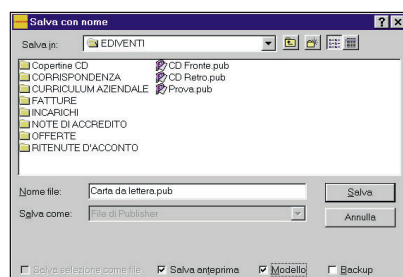 Salva con nome
Salva in: EDIVENTI
Copertine CD
CORRISPONDENZA
CURRICULUM AZIENDALE
FATTURE
INCARICHI
NOTE DI ACCREDITO
OFFERTE
RITENUTE D'ACCONTO
CD Fronte.pub
CD Retro.pub
Prova.pub
Nome file: Carta da lettera.pub Salva
Salva come: File di Publisher Annulla
Salva selezione come file Salva anteprima Modello Backup